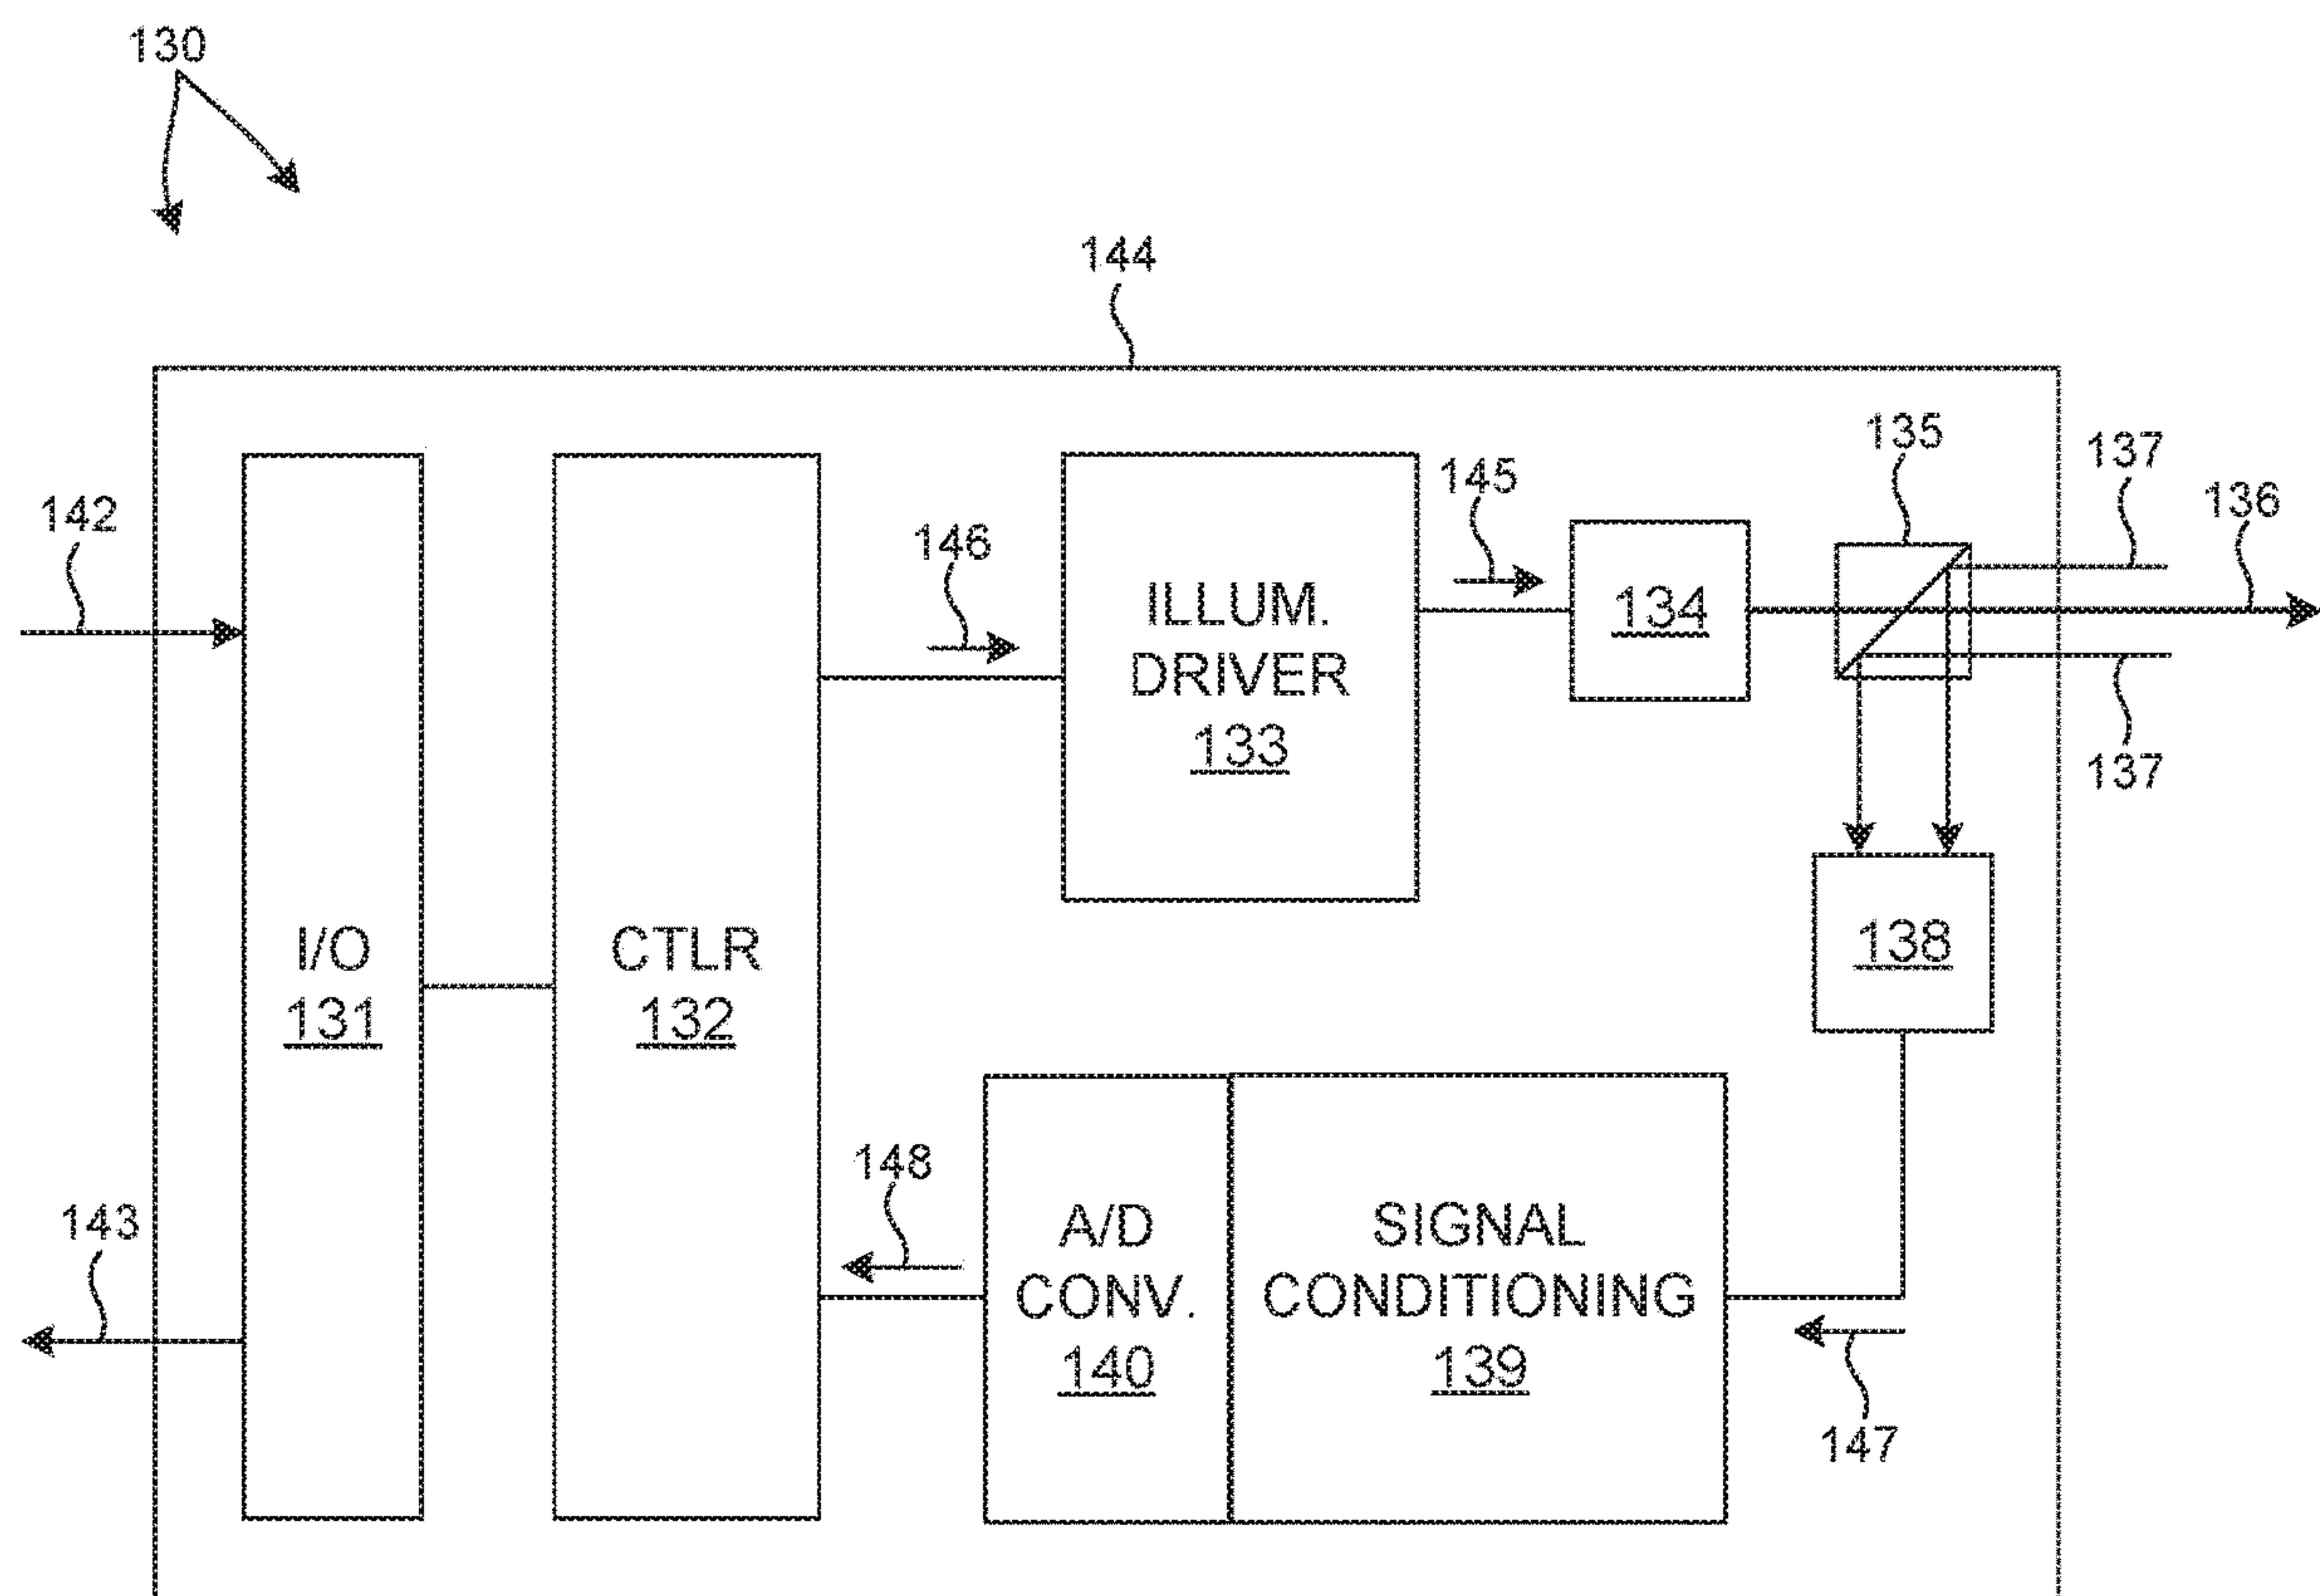 130
144
135
137
136
145
142
146
ILLUM.
DRIVER
133
134
137
I/O
131
CTLR
132
138
148
143
A/D
CONV.
140
SIGNAL
CONDITIONING
139
147